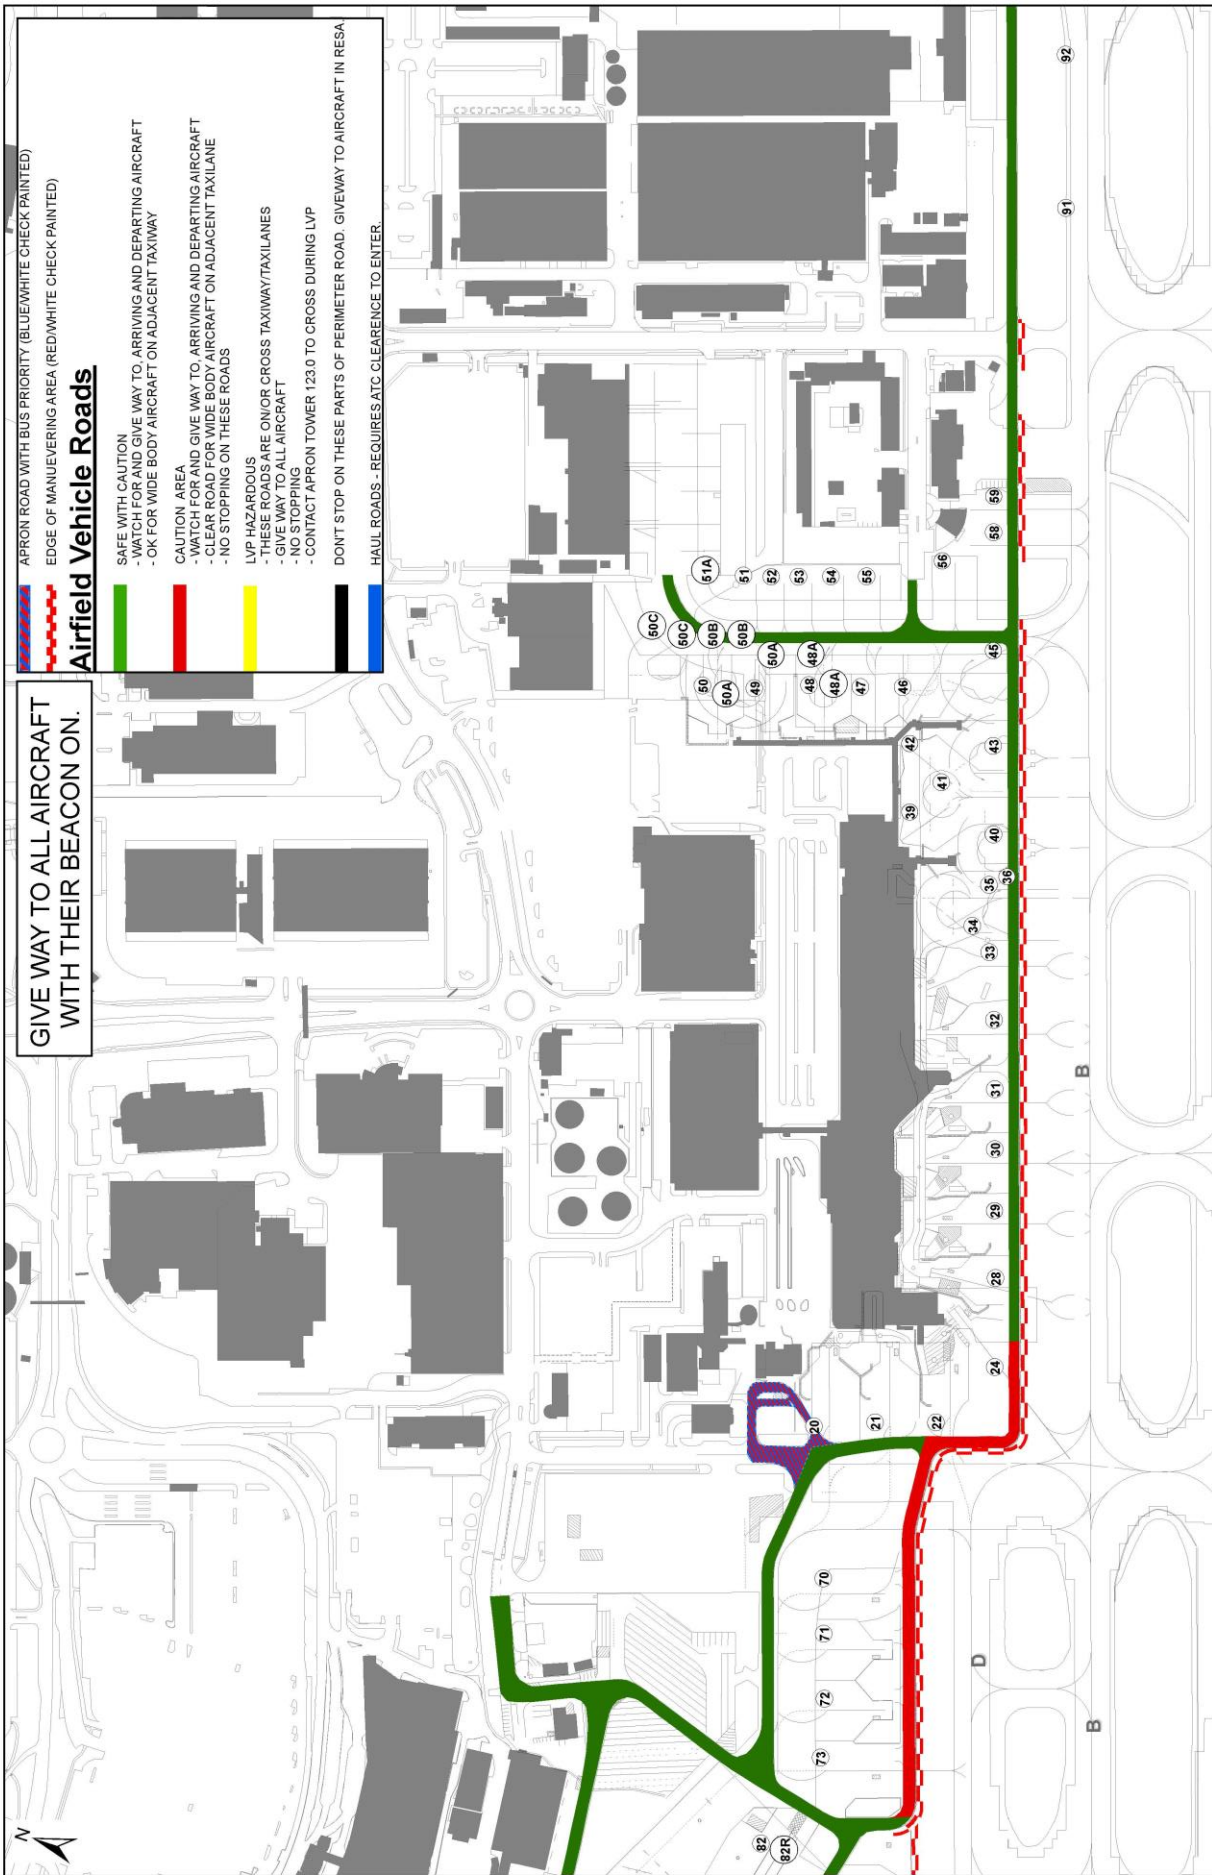 GIVE WAY TO ALL AIRCRAFT
WITH THEIR BEACON ON.
APRON ROAD WITH BUS PRIORITY (BLUE/WHITE CHECK PAINTED)
EDGE OF MANUEVERING AREA (RED/WHITE CHECK PAINTED)
Airfield Vehicle Roads
SAFE WITH CAUTION
- WATCH FOR AND GIVE WAY TO, ARRIVING AND DEPARTING AIRCRAFT
- OK FOR WIDE BODY AIRCRAFT ON ADJACENT TAXIWAY
CAUTION AREA
- WATCH FOR AND GIVE WAY TO, ARRIVING AND DEPARTING AIRCRAFT
- CLEAR ROAD FOR WIDE BODY AIRCRAFT ON ADJACENT TAXILANE
- NO STOPPING ON THESE ROADS
LVP HAZARDOUS
- THESE ROADS ARE ON/OR CROSS TAXIWAY/TAXILANES
- GIVE WAY TO ALL AIRCRAFT
- NO STOPPING
- CONTACT APRON TOWER 123.0 TO CROSS DURING LVP
DON'T STOP ON THESE PARTS OF PERIMETER ROAD. GIVEWAY TO AIRCRAFT IN RESA.
HAUL ROADS - REQUIRES ATC CLEARENCE TO ENTER.
N
50C
50C
50B
50B
50A
48A
51A
51
52
53
54
55
56
58
59
91
92
50
50A
49
48
48A
47
46
45
42
43
41
39
40
36
35
34
33
32
31
30
29
28
24
22
21
20
70
71
72
73
82
82R
B
D
B